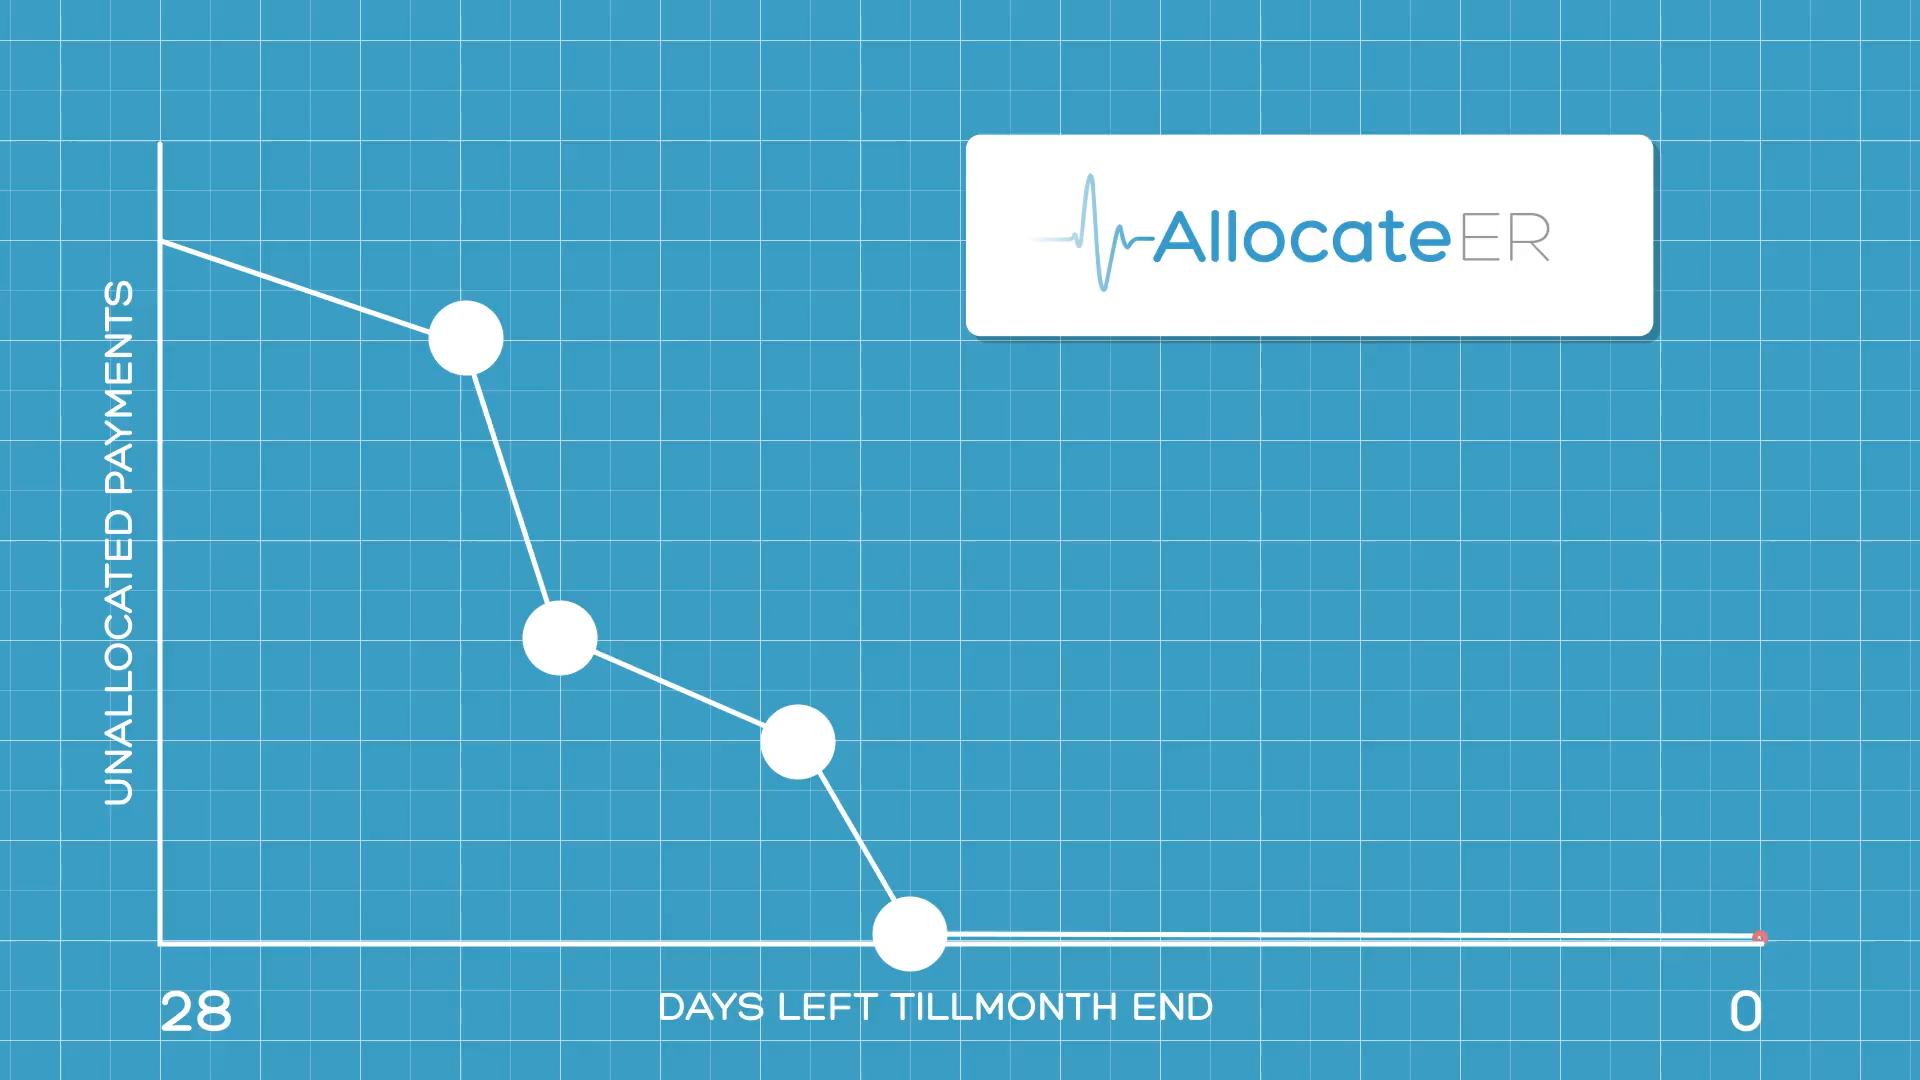 AllocateER
UNALLOCATED PAYMENTS
28
DAYS LEFT TILLMONTH END
0